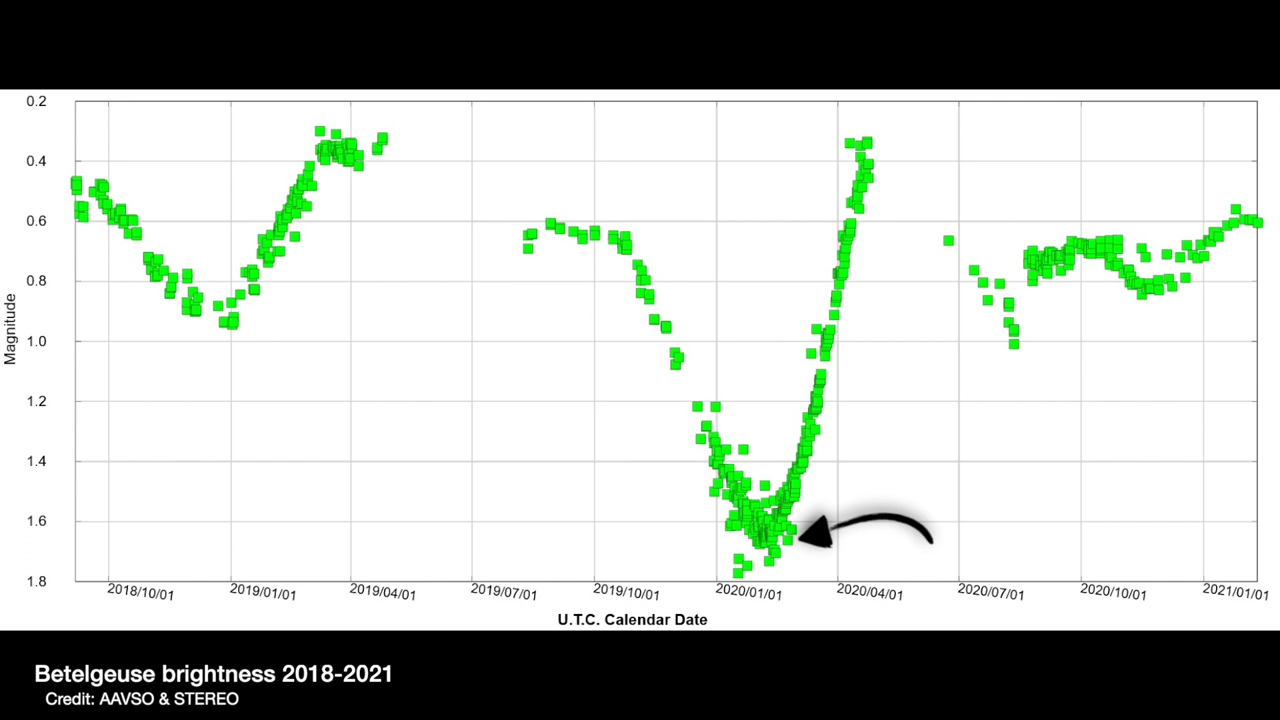 0.2
0.4
0.6
0.8
1.0
1.2
1.4
1.6
1.8
Magnitude
2018/10/01 2019/01/01 2019/04/01 2019/07/01 2019/10/01 2020/01/01 2020/04/01 2020/07/01 2020/10/01 2021/01/01
U.T.C. Calendar Date
Betelgeuse brightness 2018-2021
Credit: AAVSO & STEREO